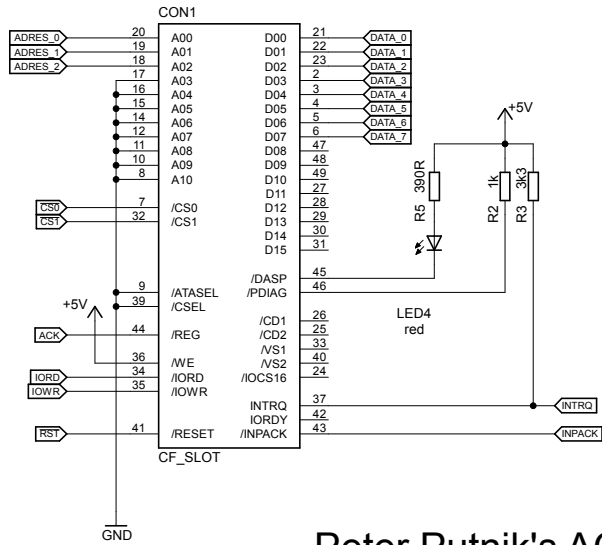 CON1
ADRES_0 20 A00 D00 21 DATA_0
ADRES_1 19 A01 D01 22 DATA_1
ADRES_2 18 A02 D02 23 DATA_2
17 A03 D03 2 DATA_3
16 A04 D04 3 DATA_4
15 A05 D05 4 DATA_5
14 A06 D06 5 DATA_6
12 A07 D07 6 DATA_7
11 A08 D08 47
10 A09 D09 48
8 A10 D10 49
D11 27
CS0 7 /CS0 D12 28
CS1 32 /CS1 D13 29
D14 30
D15 31
+5V
390R 1k 3k3
R5 R2 R3
9 /ATASEL /DASP 45
39 /CSEL /PDIAG 46
LED4
red
+5V
ACK 44 /REG /CD1 26
/CD2 25
36 /WE /VS1 33
IORD 34 /IORD /VS2 40
IOWR 35 /IOWR /IOCS16 24
INTRQ 37 INTRQ
IORDY 42
RST 41 /RESET /INPACK 43 INPACK
CF_SLOT
GND